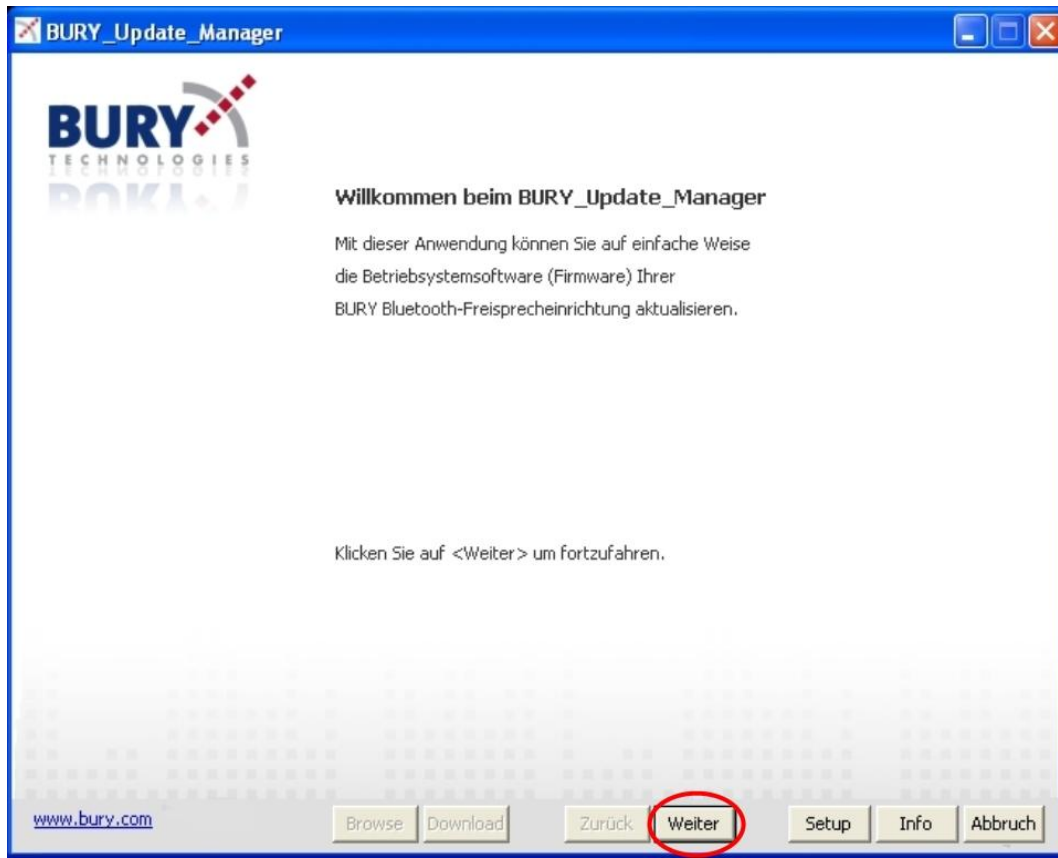 BURY_Update_Manager
BURY
TECHNOLOGIES
Willkommen beim BURY_Update_Manager
Mit dieser Anwendung können Sie auf einfache Weise
die Betriebsystemsoftware (Firmware) Ihrer
BURY Bluetooth-Freisprecheinrichtung aktualisieren.
Klicken Sie auf <Weiter> um fortzufahren.
www.bury.com Browse Download Zurück Weiter Setup Info Abbruch